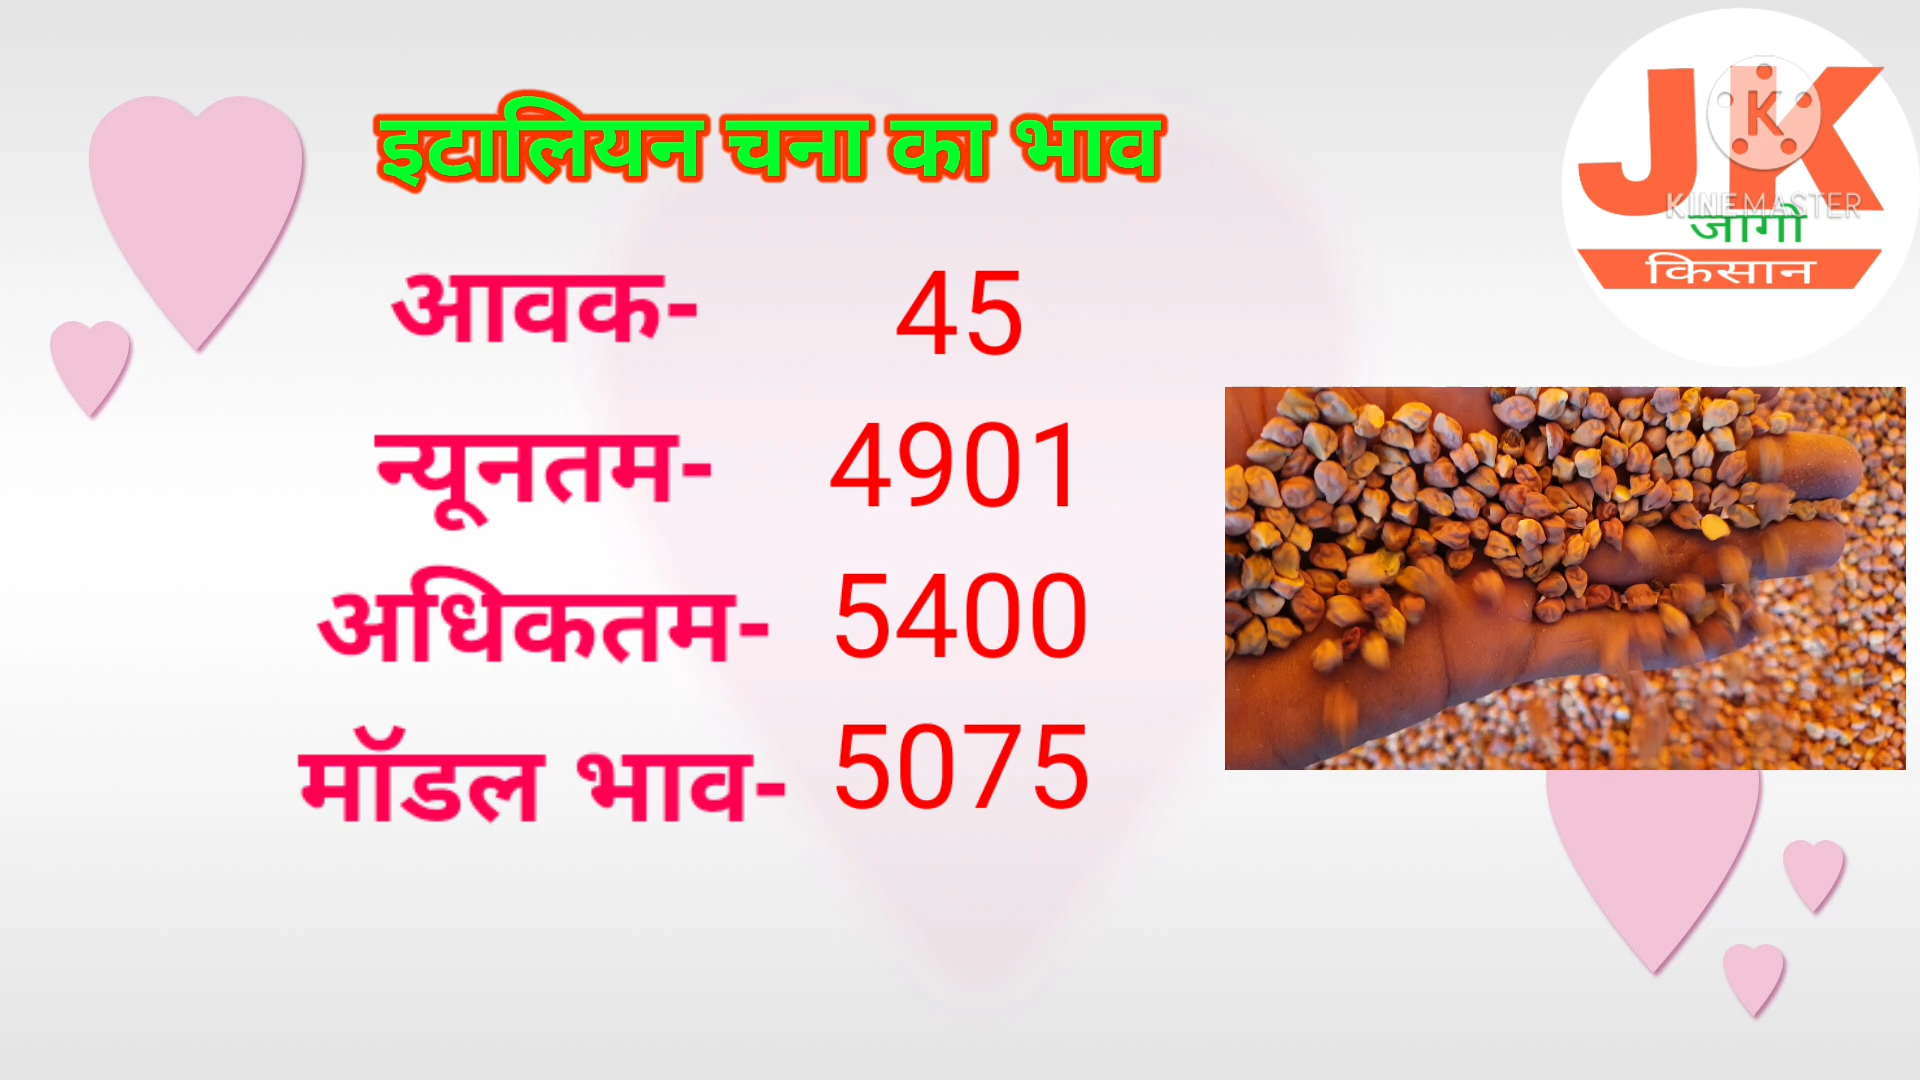 इटालियन चना का भाव
आवक- 45
न्यूनतम- 4901
अधिकतम- 5400
मॉडल भाव- 5075
JK
K
KINEMASTER
जागो
किसान